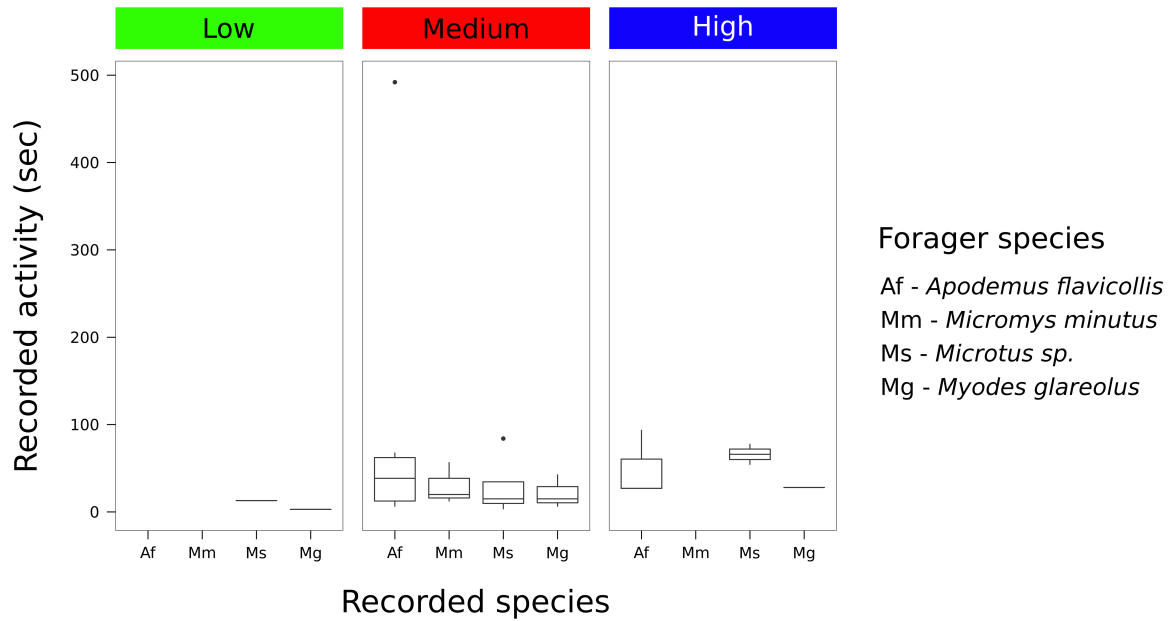 Low Medium High
500
400
300
200
100
0
Recorded activity (sec)
Af Mm Ms Mg Af Mm Ms Mg Af Mm Ms Mg
Recorded species
Forager species
Af - Apodemus flavicollis
Mm - Micromys minutus
Ms - Microtus sp.
Mg - Myodes glareolus